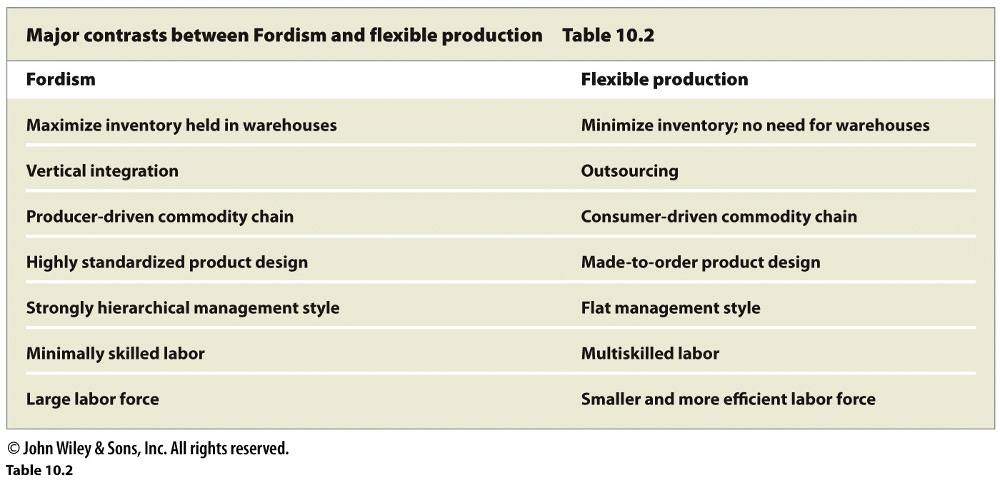 Major contrasts between Fordism and flexible production Table 10.2
Fordism Flexible production
Maximize inventory held in warehouses Minimize inventory; no need for warehouses
Vertical integration Outsourcing
Producer-driven commodity chain Consumer-driven commodity chain
Highly standardized product design Made-to-order product design
Strongly hierarchical management style Flat management style
Minimally skilled labor Multiskilled labor
Large labor force Smaller and more efficient labor force
© John Wiley & Sons, Inc. All rights reserved.
Table 10.2